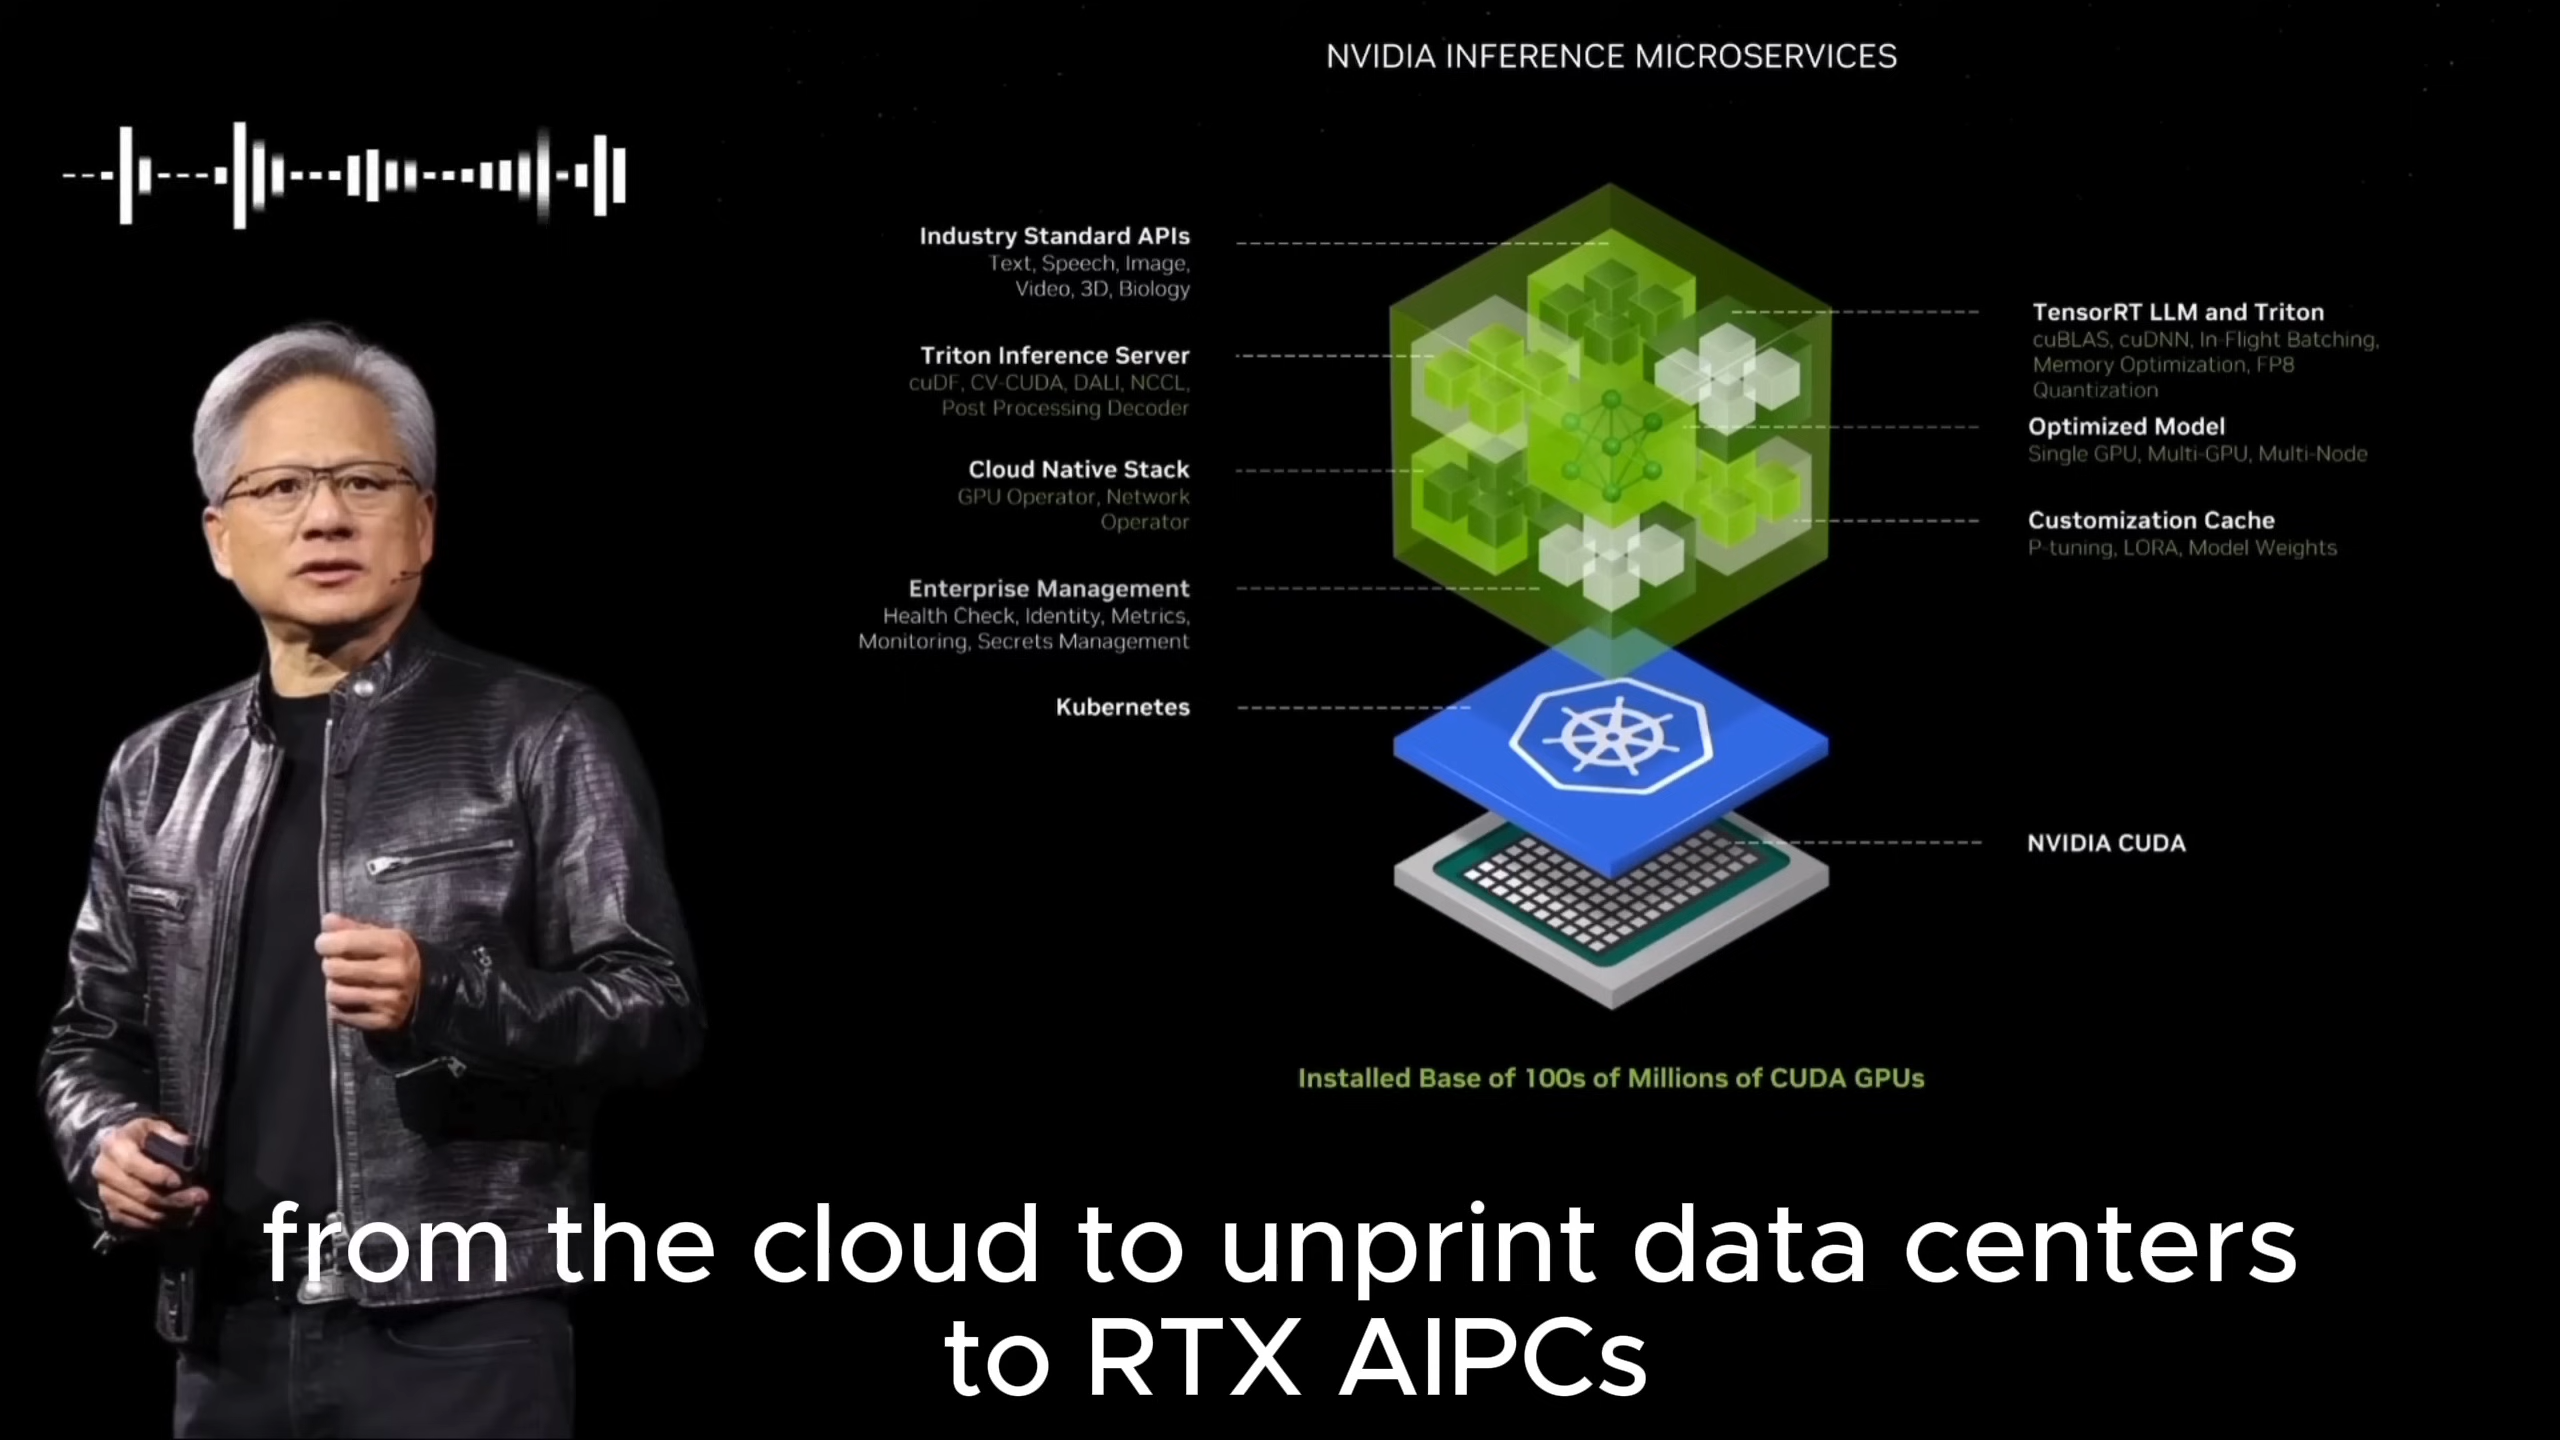 NVIDIA INFERENCE MICROSERVICES
Industry Standard APIs
Text, Speech, Image,
Video, 3D, Biology
Triton Inference Server
cuDF, CV-CUDA, DALI, NCCL,
Post Processing Decoder
Cloud Native Stack
GPU Operator, Network
Operator
Enterprise Management
Health Check, Identity, Metrics,
Monitoring, Secrets Management
Kubernetes
TensorRT LLM and Triton
cuBLAS, cuDNN, In-Flight Batching,
Memory Optimization, FP8
Quantization
Optimized Model
Single GPU, Multi-GPU, Multi-Node
Customization Cache
P-tuning, LORA, Model Weights
NVIDIA CUDA
Installed Base of 100s of Millions of CUDA GPUs
from the cloud to unprint data centers
to RTX AIPCs